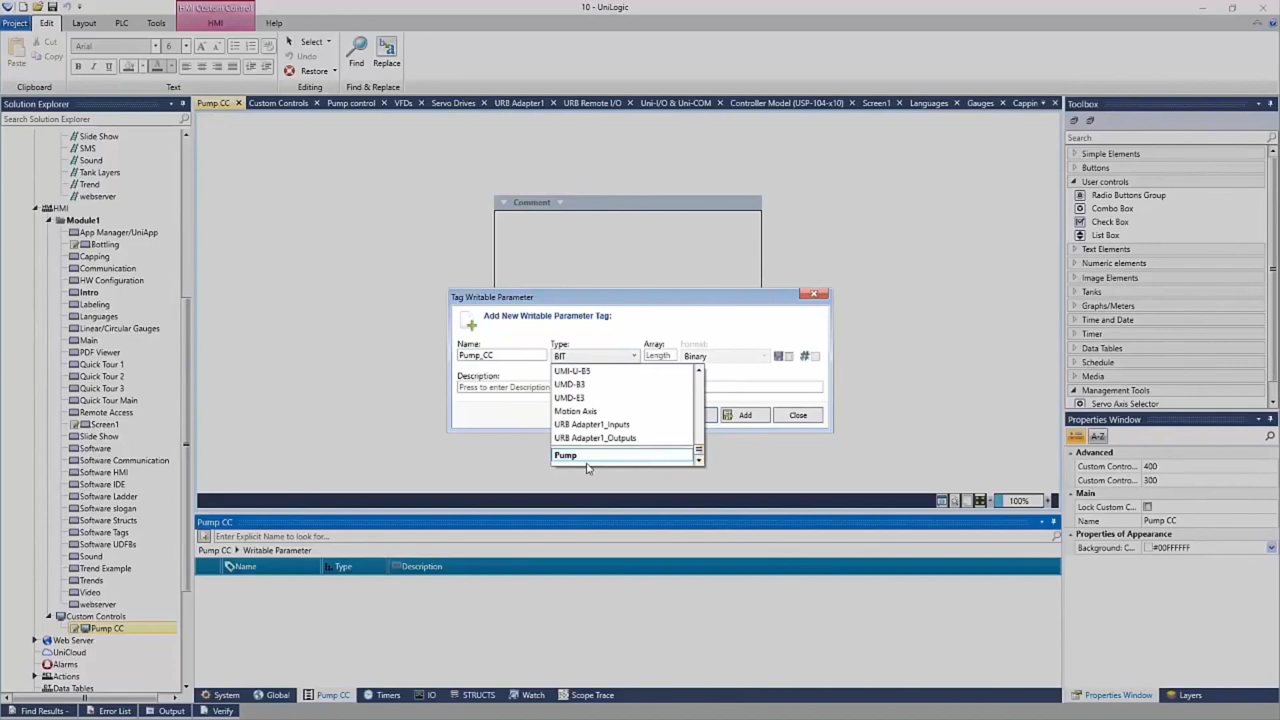 HMI Custom Control
10 - UniLogic
Project
Edit
Layout
PLC
Tools
HMI
Help
Paste
Cut
Copy
Clipboard
Arial
6
B
Text
Select
Undo
Restore
Editing
Find
Replace
Find & Replace
Solution Explorer
Search Solution Explorer
Slide Show
SMS
Sound
Tank Layers
Trend
webserver
HMI
Module1
App Manager/UniApp
Bottling
Capping
Communication
HW Configuration
Intro
Labeling
Languages
Linear/Circular Gauges
Main
PDF Viewer
Quick Tour 1
Quick Tour 2
Quick Tour 3
Quick Tour Main
Remote Access
Screen1
Slide Show
Software
Software Communication
Software HMI
Software IDE
Software Ladder
Software slogan
Software Structs
Software Tags
Software UDFBs
Sound
Trend Example
Trends
Video
webserver
Custom Controls
Pump CC
Web Server
UniCloud
Alarms
Actions
Data Tables
Pump CC
Custom Controls
Pump control
VFDs
Servo Drives
URB Adapter1
URB Remote I/O
Uni-I/O & Uni-COM
Controller Model (USP-104-x10)
Screen1
Languages
Gauges
Cappin
Comment
Tag Writable Parameter
Add New Writable Parameter Tag:
Name:
Type:
Array:
Format:
Pump_CC
BIT
Length
Binary
#
Description:
Press to enter Description
UMI-U-B5
UMD-B3
UMD-E3
Motion Axis
URB Adapter1_Inputs
URB Adapter1_Outputs
Pump
Add
Close
100%
Pump CC
Enter Explicit Name to look for...
Pump CC
Writable Parameter
Name
Type
Description
System
Global
Pump CC
Timers
IO
STRUCTS
Watch
Scope Trace
Find Results -
Error List
Output
Verify
Toolbox
Search
Simple Elements
Buttons
User controls
Radio Buttons Group
Combo Box
Check Box
List Box
Text Elements
Numeric elements
Image Elements
Tanks
Graphs/Meters
Time and Date
Timer
Data Tables
Schedule
Media
Management Tools
Servo Axis Selector
Properties Window
Advanced
Custom Contro... 400
Custom Contro... 300
Main
Lock Custom C...
Name Pump CC
Properties of Appearance
Background: C... #00FFFFFF
Properties Window
Layers